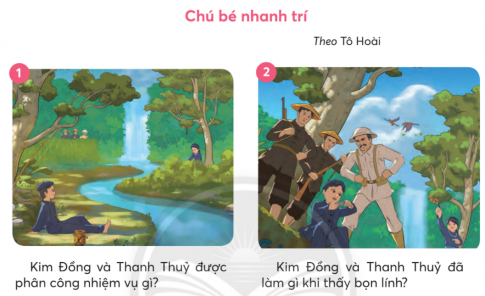 Chú bé nhanh trí
Theo Tô Hoài
1
2
Kim Đồng và Thanh Thuỷ được
phân công nhiệm vụ gì?
Kim Đồng và Thanh Thuỷ đã
làm gì khi thấy bọn lính?